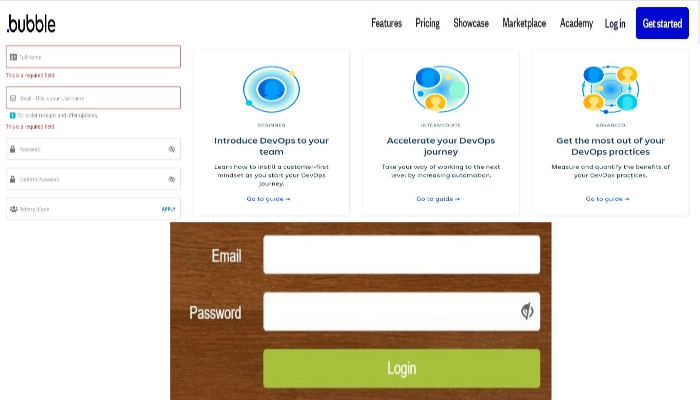 .bubble
Features Pricing Showcase Marketplace Academy Log in Get started
Full Name
This is a required field
Email - This is your Username
For order receipts and offer updates.
This is a required field
Password
Confirm Password
Referral Code APPLY
BEGINNER
Introduce DevOps to your
team
Learn how to instill a customer-first
mindset as you start your DevOps
journey.
Go to guide →
INTERMEDIATE
Accelerate your DevOps
journey
Take your way of working to the next
level by increasing automation.
Go to guide →
ADVANCED
Get the most out of your
DevOps practices
Measure and quantify the benefits of
your DevOps practices.
Go to guide →
Email
Password
Login